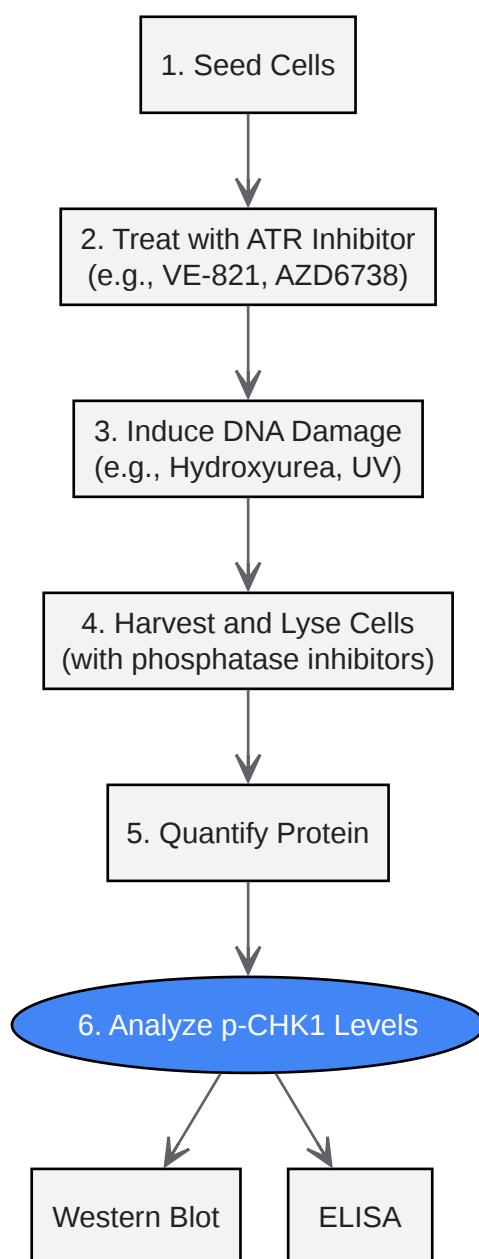 1. Seed Cells
2. Treat with ATR Inhibitor
(e.g., VE-821, AZD6738)
3. Induce DNA Damage
(e.g., Hydroxyurea, UV)
4. Harvest and Lyse Cells
(with phosphatase inhibitors)
5. Quantify Protein
6. Analyze p-CHK1 Levels
Western Blot
ELISA